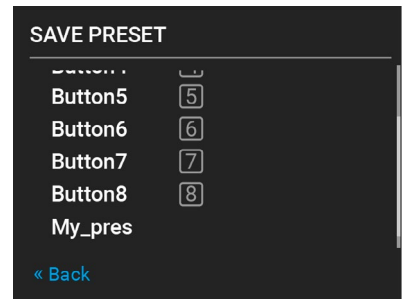 SAVE PRESET
Button5 5
Button6 6
Button7 7
Button8 8
My_pres
« Back